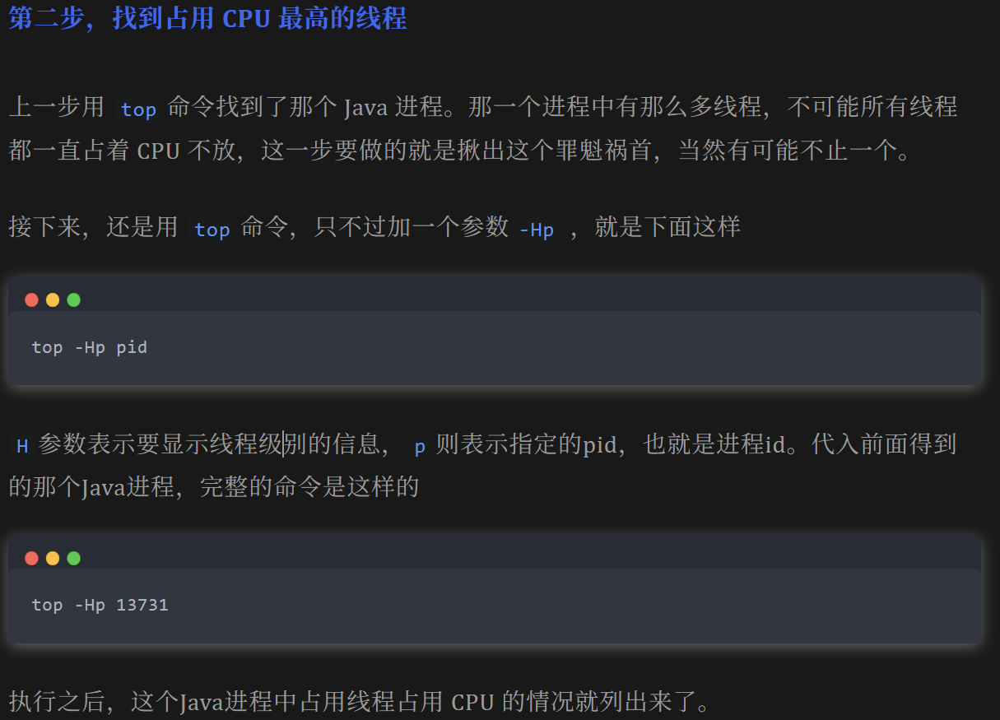 第二步，找到占用 CPU 最高的线程
上一步用 top 命令找到了那个 Java 进程。那一个进程中有那么多线程，不可能所有线程
都一直占着 CPU 不放，这一步要做的就是揪出这个罪魁祸首，当然有可能不止一个。
接下来，还是用 top 命令，只不过加一个参数 -Hp ，就是下面这样
top -Hp pid
H 参数表示要显示线程级别的信息， p 则表示指定的pid，也就是进程id。代入前面得到
的那个Java进程，完整的命令是这样的
top -Hp 13731
执行之后，这个Java进程中占用线程占用 CPU 的情况就列出来了。